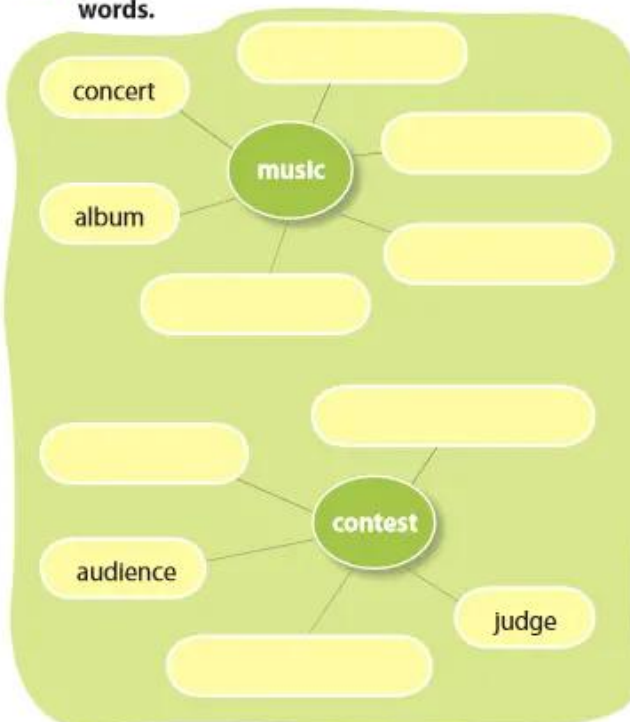 words.
concert
music
album
contest
audience
judge